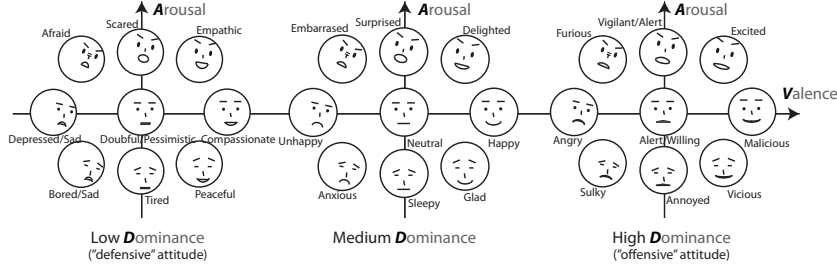 Arousal
Arousal
Arousal
Scared
Afraid
Empathic
Surprised
Embarrased
Delighted
Vigilant/Alert
Furious
Excited
Valence
Depressed/Sad
Doubful/Pessimistic
Compassionate
Unhappy
Neutral
Happy
Angry
Alert/Willing
Malicious
Bored/Sad
Tired
Peaceful
Anxious
Sleepy
Glad
Sulky
Annoyed
Vicious
Low Dominance
("defensive" attitude)
Medium Dominance
High Dominance
("offensive" attitude)